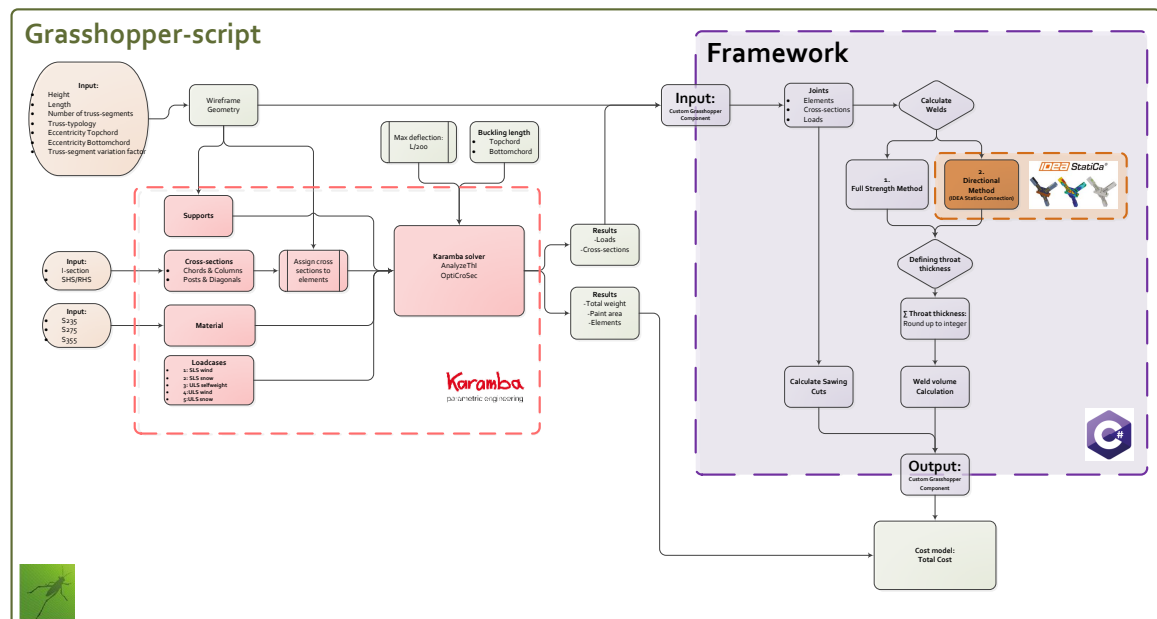 Grasshopper-script
Input:
Height
Length
Number of truss-segments
Truss-typology
Eccentricity Topchord
Eccentricity Bottomchord
Truss-segment variation factor
Wireframe
Geometry
Max deflection:
L/200
Buckling length
Topchord
Bottomchord
Supports
Input:
I-section
SHS/RHS
Cross-sections
Chords & Columns
Posts & Diagonals
Assign cross
sections to
elements
Karamba solver
AnalyzeThI
OptiCroSec
Input:
S235
S275
S355
Material
Loadcases
1: SLS wind
2: SLS snow
3: ULS selfweight
4:ULS wind
5:ULS snow
Karamba
parametric engineering
Results
-Loads
-Cross-sections
Results
-Total weight
-Paint area
-Elements
Framework
Input:
Custom Grasshopper
Component
Joints
Elements
Cross-sections
Loads
Calculate
Welds
1.
Full Strength Method
2.
Directional
Method
(IDEA Statica Connection)
IDEA StatiCa®
Defining throat
thickness
∑ Throat thickness:
Round up to integer
Calculate Sawing
Cuts
Weld volume
Calculation
C#
Output:
Custom Grasshopper
Component
Cost model:
Total Cost